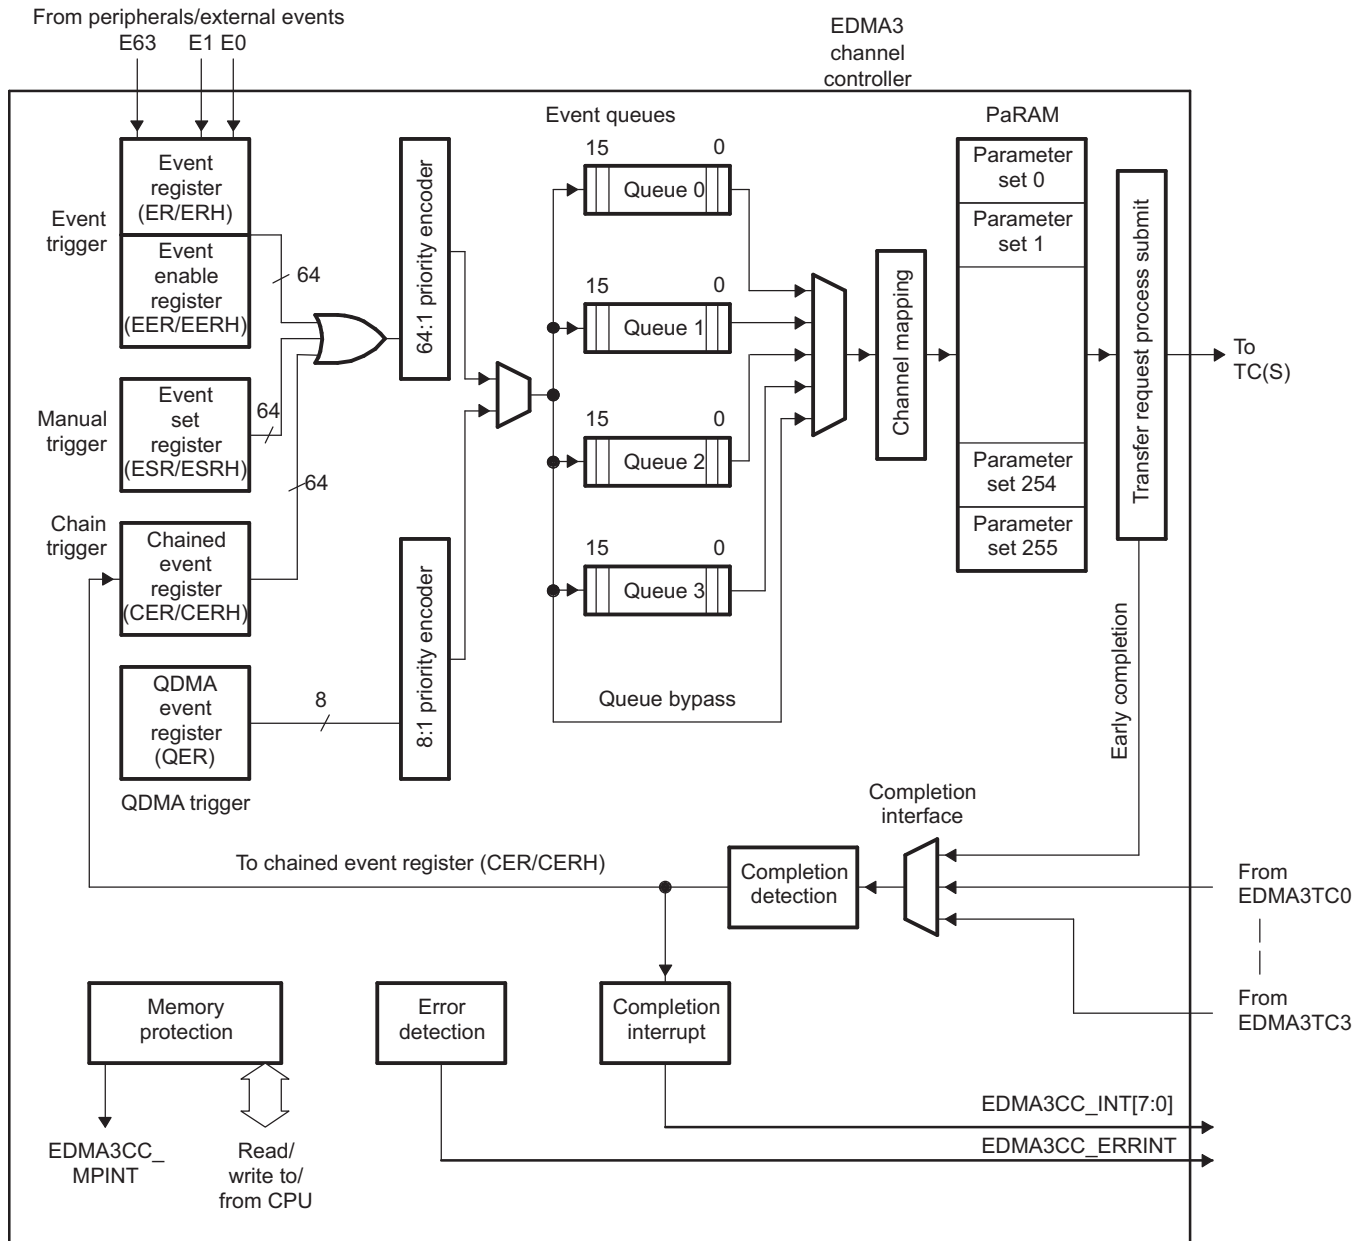 From peripherals/external events
E63
E1 E0
EDMA3
channel
controller
Event
register
(ER/ERH)
Event
trigger
Event
enable
register
(EER/EERH)
64
Manual
trigger
Event
set
register
(ESR/ESRH)
64
Chain
trigger
Chained
event
register
(CER/CERH)
64
QDMA
event
register
(QER)
8
QDMA trigger
64:1 priority encoder
8:1 priority encoder
Event queues
15
0
Queue 0
15
0
Queue 1
15
0
Queue 2
15
0
Queue 3
Queue bypass
Channel mapping
PaRAM
Parameter
set 0
Parameter
set 1
Parameter
set 254
Parameter
set 255
Transfer request process submit
To
TC(S)
Early completion
Completion
interface
To chained event register (CER/CERH)
Completion
detection
From
EDMA3TC0
From
EDMA3TC3
Memory
protection
Error
detection
Completion
interrupt
EDMA3CC_INT[7:0]
EDMA3CC_ERRINT
EDMA3CC_
MPINT
Read/
write to/
from CPU